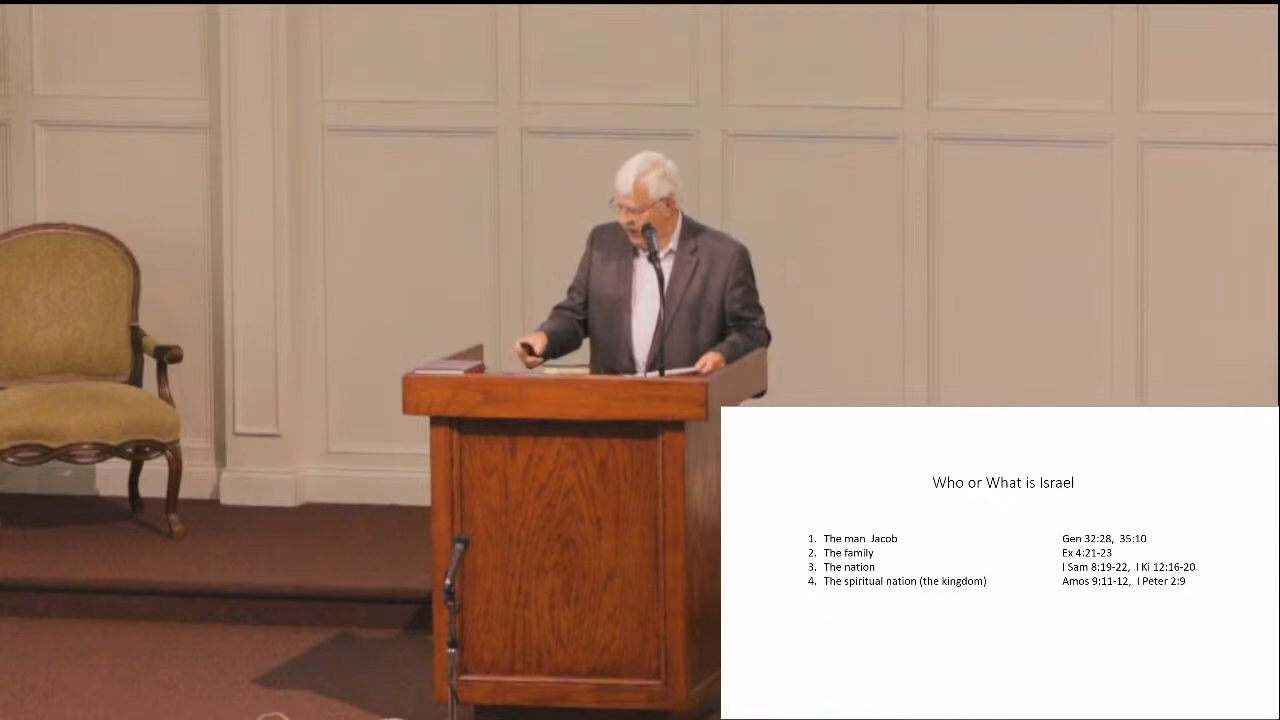 Who or What is Israel
1. The man Jacob Gen 32:28, 35:10
2. The family Ex 4:21-23
3. The nation I Sam 8:19-22, I Ki 12:16-20
4. The spiritual nation (the kingdom) Amos 9:11-12, I Peter 2:9